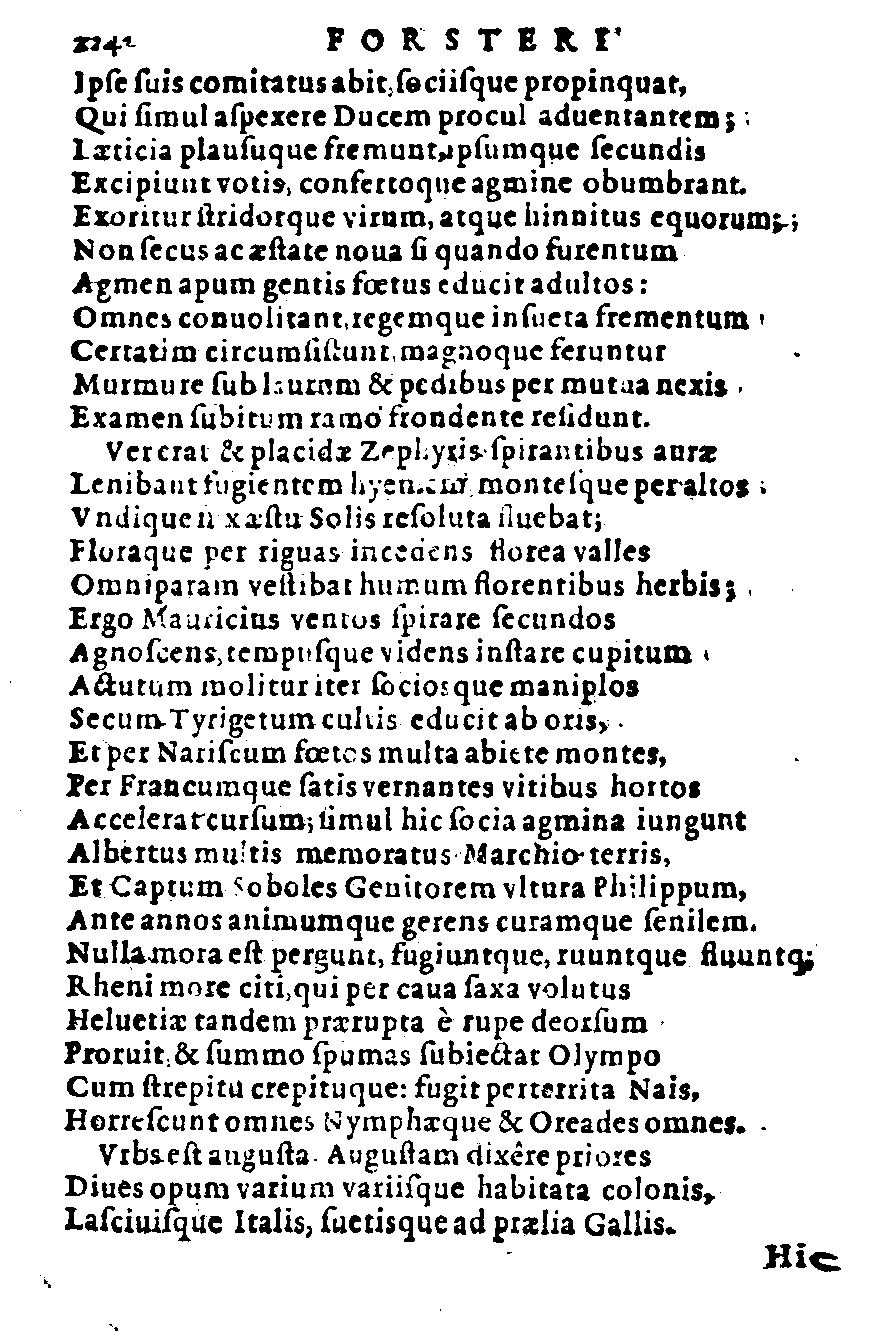 1242 FORSTERI
Ipſe ſuis comitatus abit, ſociiſque propinquat,
Qui ſimul aſpexere Ducem procul aduentantem;
Læticia plauſuque fremunt, ipſumque ſecundis
Excipiunt votis, confertoque agmine obumbrant.
Exoritur ſtridorque virum, atque hinnitus equorum;
Non ſecus ac æſtate noua ſi quando furentum
Agmen apum gentis fœtus educit adultos:
Omnes conuolitant, regemque inſueta frementum
Certatim circumſiſtunt, magnoque feruntur
Murmure ſub laurum & pedibus per mutua nexis
Examen ſubitum ramo frondente reſidunt.
Ver erat & placidæ Zephyris ſpirantibus auræ
Lenibant fugientem hyemem, monteſque per altos
Vndique nix æſtu Solis reſoluta fluebat;
Floraque per riguas incedens florea valles
Omniparam veſtibat humum florentibus herbis;
Ergo Mauricius ventos ſpirare ſecundos
Agnoſcens, tempuſque videns inſtare cupitum
Actutum molitur iter ſociosque maniplos
Secum Tyrigetum cultis educit ab oris,
Et per Nariſcum fœtos multa abiete montes,
Per Francumque ſatis vernantes vitibus hortos
Accelerat curſum; ſimul hic ſocia agmina iungunt
Albertus multis memoratus Marchio terris,
Et Captum Soboles Genitorem vltura Philippum,
Ante annos animumque gerens curamque ſenilem.
Nulla mora eſt pergunt, fugiuntque, ruuntque fluuntq;
Rheni more citi, qui per caua ſaxa volutus
Heluetiæ tandem prærupta è rupe deorſum
Proruit, & ſummo ſpumas ſubiectat Olympo
Cum ſtrepitu crepituque: fugit perterrita Nais,
Horreſcunt omnes Nymphæque & Oreades omnes.
Vrbs eſt auguſta Auguſtam dixêre priores
Diues opum varium variiſque habitata colonis,
Laſciuiſque Italis, ſuetisque ad prælia Gallis.
Hic